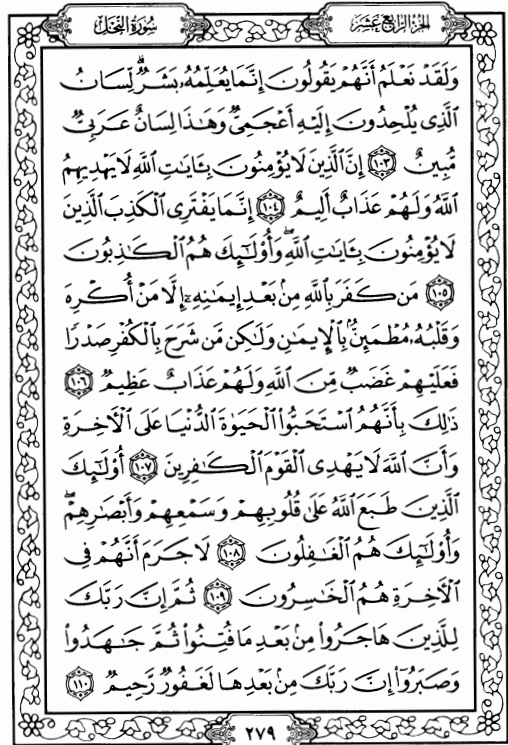 الجزء الرابع عشر
سورة النحل
وَلَقَدْ نَعْلَمُ أَنَّهُمْ يَقُولُونَ إِنَّمَا يُعَلِّمُهُۥ بَشَرٌۗ لِّسَانُ
ٱلَّذِى يُلْحِدُونَ إِلَيْهِ أَعْجَمِىٌّ وَهَٰذَا لِسَانٌ عَرَبِىٌّ
مُّبِينٌ ١٠٣ إِنَّ ٱلَّذِينَ لَا يُؤْمِنُونَ بِـَٔايَٰتِ ٱللَّهِ لَا يَهْدِيهِمُ
ٱللَّهُ وَلَهُمْ عَذَابٌ أَلِيمٌ ١٠٤ إِنَّمَا يَفْتَرِى ٱلْكَذِبَ ٱلَّذِينَ
لَا يُؤْمِنُونَ بِـَٔايَٰتِ ٱللَّهِۖ وَأُو۟لَٰٓئِكَ هُمُ ٱلْكَٰذِبُونَ
١٠٥ مَن كَفَرَ بِٱللَّهِ مِنۢ بَعْدِ إِيمَٰنِهِۦٓ إِلَّا مَنْ أُكْرِهَ
وَقَلْبُهُۥ مُطْمَئِنٌّۢ بِٱلْإِيمَٰنِ وَلَٰكِن مَّن شَرَحَ بِٱلْكُفْرِ صَدْرًا
فَعَلَيْهِمْ غَضَبٌ مِّنَ ٱللَّهِ وَلَهُمْ عَذَابٌ عَظِيمٌ ١٠٦
ذَٰلِكَ بِأَنَّهُمُ ٱسْتَحَبُّوا۟ ٱلْحَيَوٰةَ ٱلدُّنْيَا عَلَى ٱلْءَاخِرَةِ
وَأَنَّ ٱللَّهَ لَا يَهْدِى ٱلْقَوْمَ ٱلْكَٰفِرِينَ ١٠٧ أُو۟لَٰٓئِكَ
ٱلَّذِينَ طَبَعَ ٱللَّهُ عَلَىٰ قُلُوبِهِمْ وَسَمْعِهِمْ وَأَبْصَٰرِهِمْۖ
وَأُو۟لَٰٓئِكَ هُمُ ٱلْغَٰفِلُونَ ١٠٨ لَا جَرَمَ أَنَّهُمْ فِى
ٱلْءَاخِرَةِ هُمُ ٱلْخَٰسِرُونَ ١٠٩ ثُمَّ إِنَّ رَبَّكَ
لِلَّذِينَ هَاجَرُوا۟ مِنۢ بَعْدِ مَا فُتِنُوا۟ ثُمَّ جَٰهَدُوا۟
وَصَبَرُوٓا۟ إِنَّ رَبَّكَ مِنۢ بَعْدِهَا لَغَفُورٌ رَّحِيمٌ ١١٠
٢٧٩